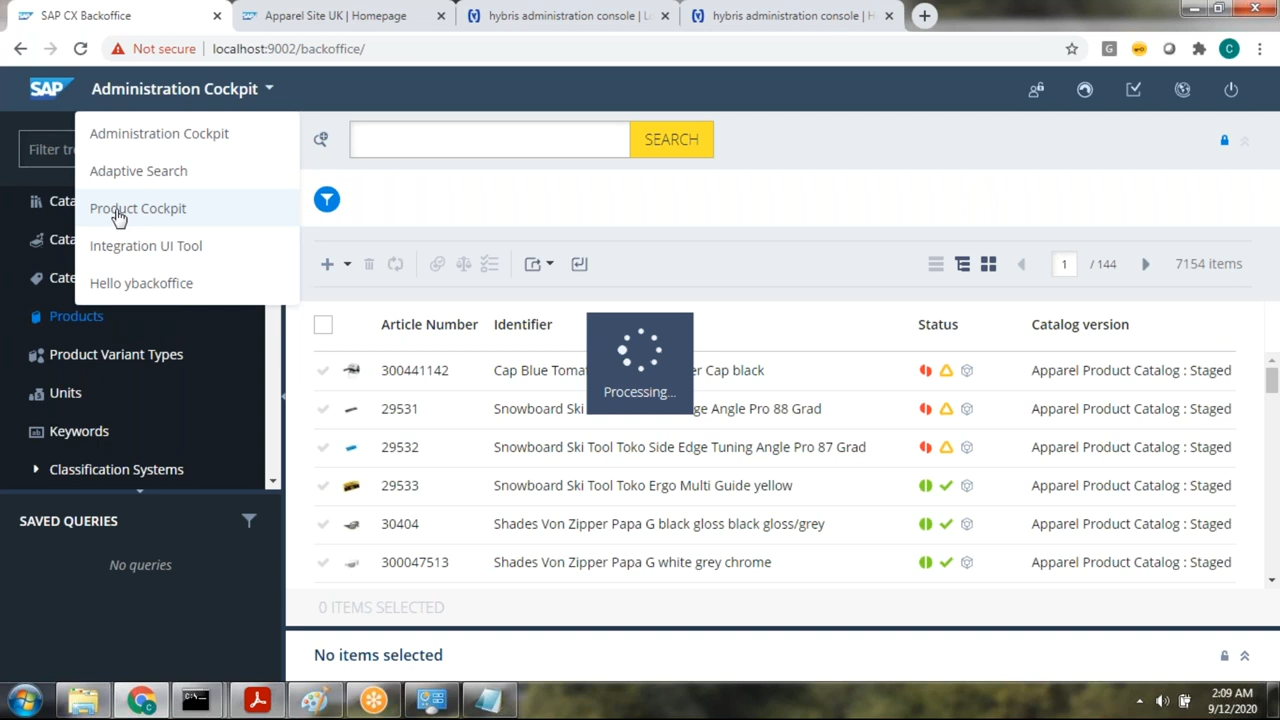 SAP CX Backoffice
Apparel Site UK | Homepage
hybris administration console | L
hybris administration console | H
Not secure
localhost:9002/backoffice/
C
SAP
Administration Cockpit
Administration Cockpit
Adaptive Search
Product Cockpit
Integration UI Tool
Hello ybackoffice
Filter tre
Cata
Cata
Cate
Products
Product Variant Types
Units
Keywords
Classification Systems
SAVED QUERIES
No queries
SEARCH
1 / 144
7154 items
Article Number Identifier Status Catalog version
300441142 Cap Blue Toma er Cap black Apparel Product Catalog : Staged
29531 Snowboard Ski ge Angle Pro 88 Grad Apparel Product Catalog : Staged
29532 Snowboard Ski Tool Toko Side Edge Tuning Angle Pro 87 Grad Apparel Product Catalog : Staged
29533 Snowboard Ski Tool Toko Ergo Multi Guide yellow Apparel Product Catalog : Staged
30404 Shades Von Zipper Papa G black gloss black gloss/grey Apparel Product Catalog : Staged
300047513 Shades Von Zipper Papa G white grey chrome Apparel Product Catalog : Staged
Processing...
0 ITEMS SELECTED
No items selected
2:09 AM
9/12/2020